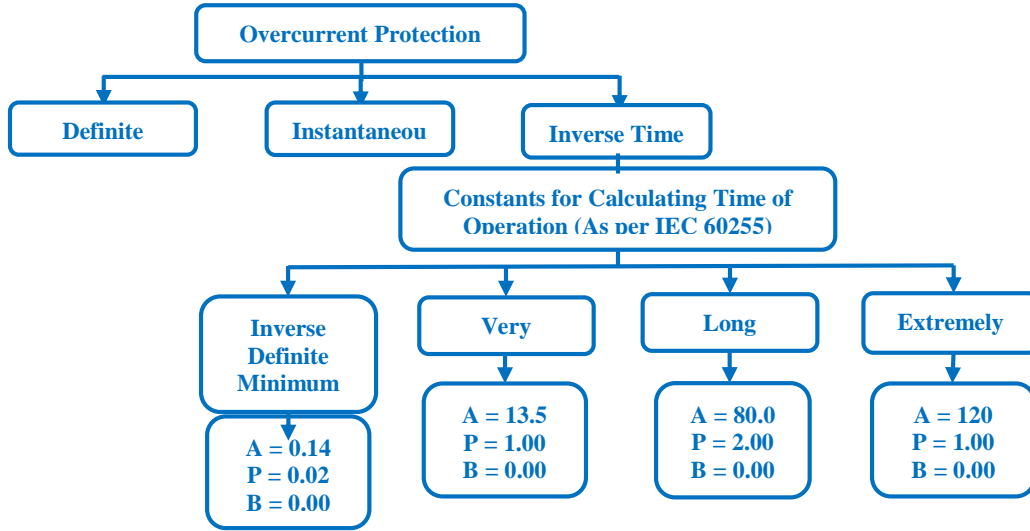 Overcurrent Protection
Definite
Instantaneou
Inverse Time
Constants for Calculating Time of
Operation (As per IEC 60255)
Inverse
Definite
Minimum
Very
Long
Extremely
A = 0.14
P = 0.02
B = 0.00
A = 13.5
P = 1.00
B = 0.00
A = 80.0
P = 2.00
B = 0.00
A = 120
P = 1.00
B = 0.00